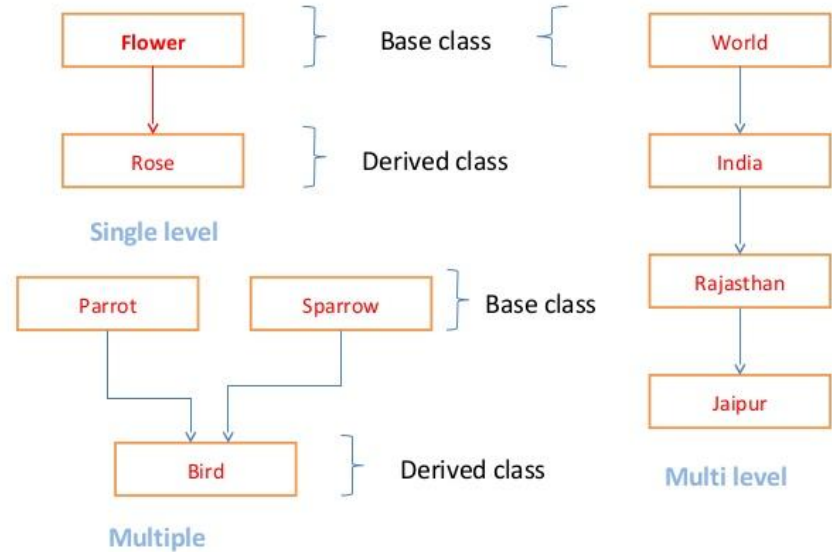 Flower
Base class
World
Rose
Derived class
India
Single level
Parrot
Sparrow
Base class
Rajasthan
Jaipur
Bird
Derived class
Multi level
Multiple